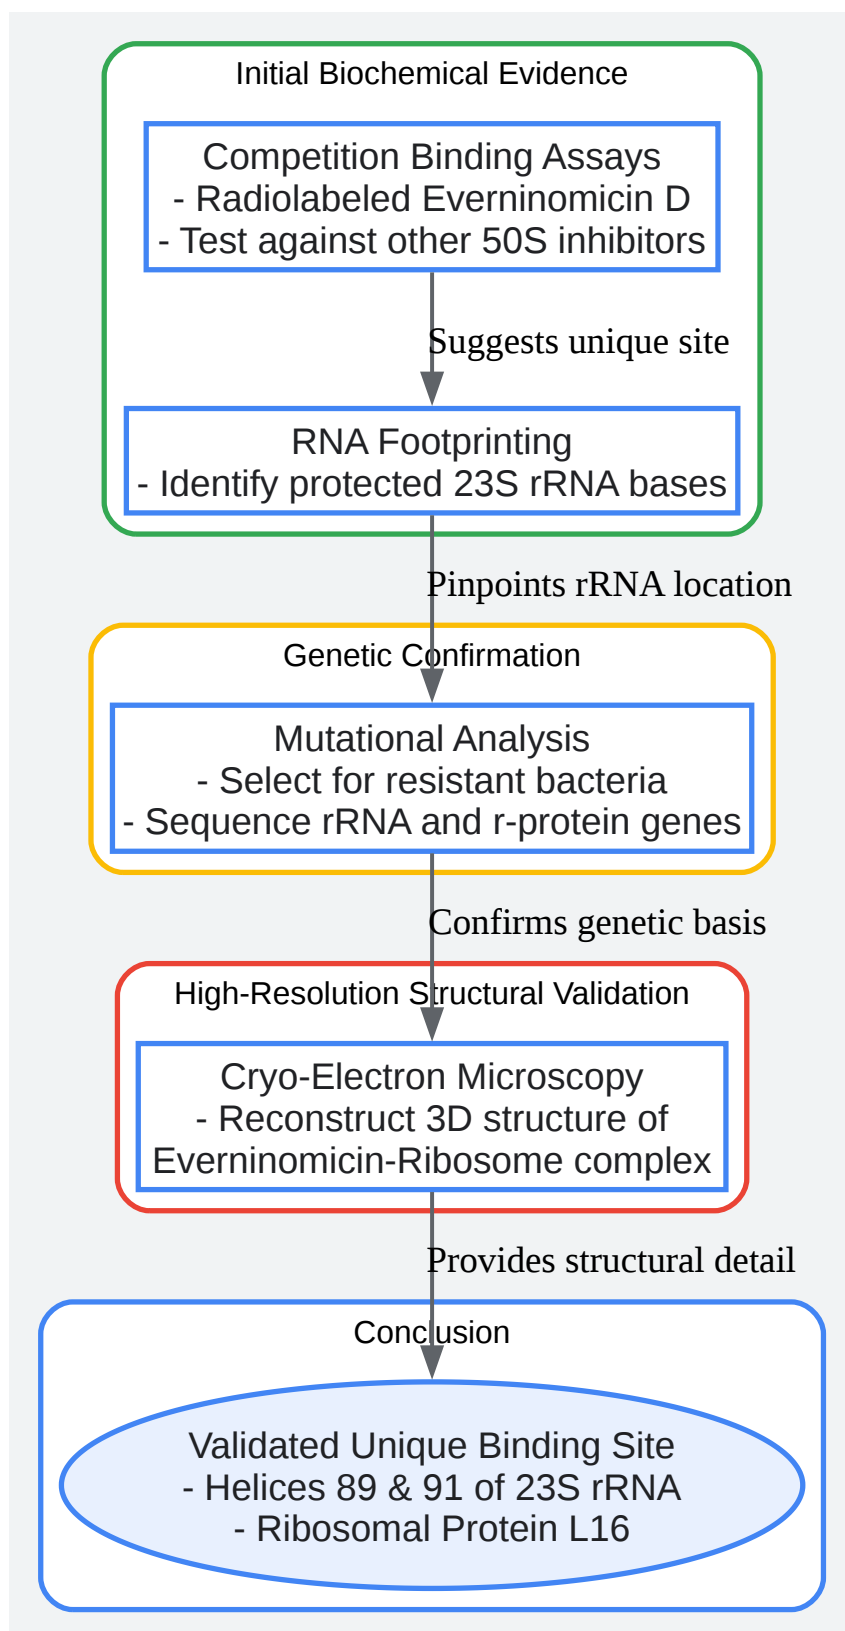 Initial Biochemical Evidence
Competition Binding Assays
- Radiolabeled Everninomicin D
- Test against other 50S inhibitors
Suggests unique site
RNA Footprinting
- Identify protected 23S rRNA bases
Pinpoints rRNA location
Genetic Confirmation
Mutational Analysis
- Select for resistant bacteria
- Sequence rRNA and r-protein genes
Confirms genetic basis
High-Resolution Structural Validation
Cryo-Electron Microscopy
- Reconstruct 3D structure of
Everninomicin-Ribosome complex
Provides structural detail
Conclusion
Validated Unique Binding Site
- Helices 89 & 91 of 23S rRNA
- Ribosomal Protein L16